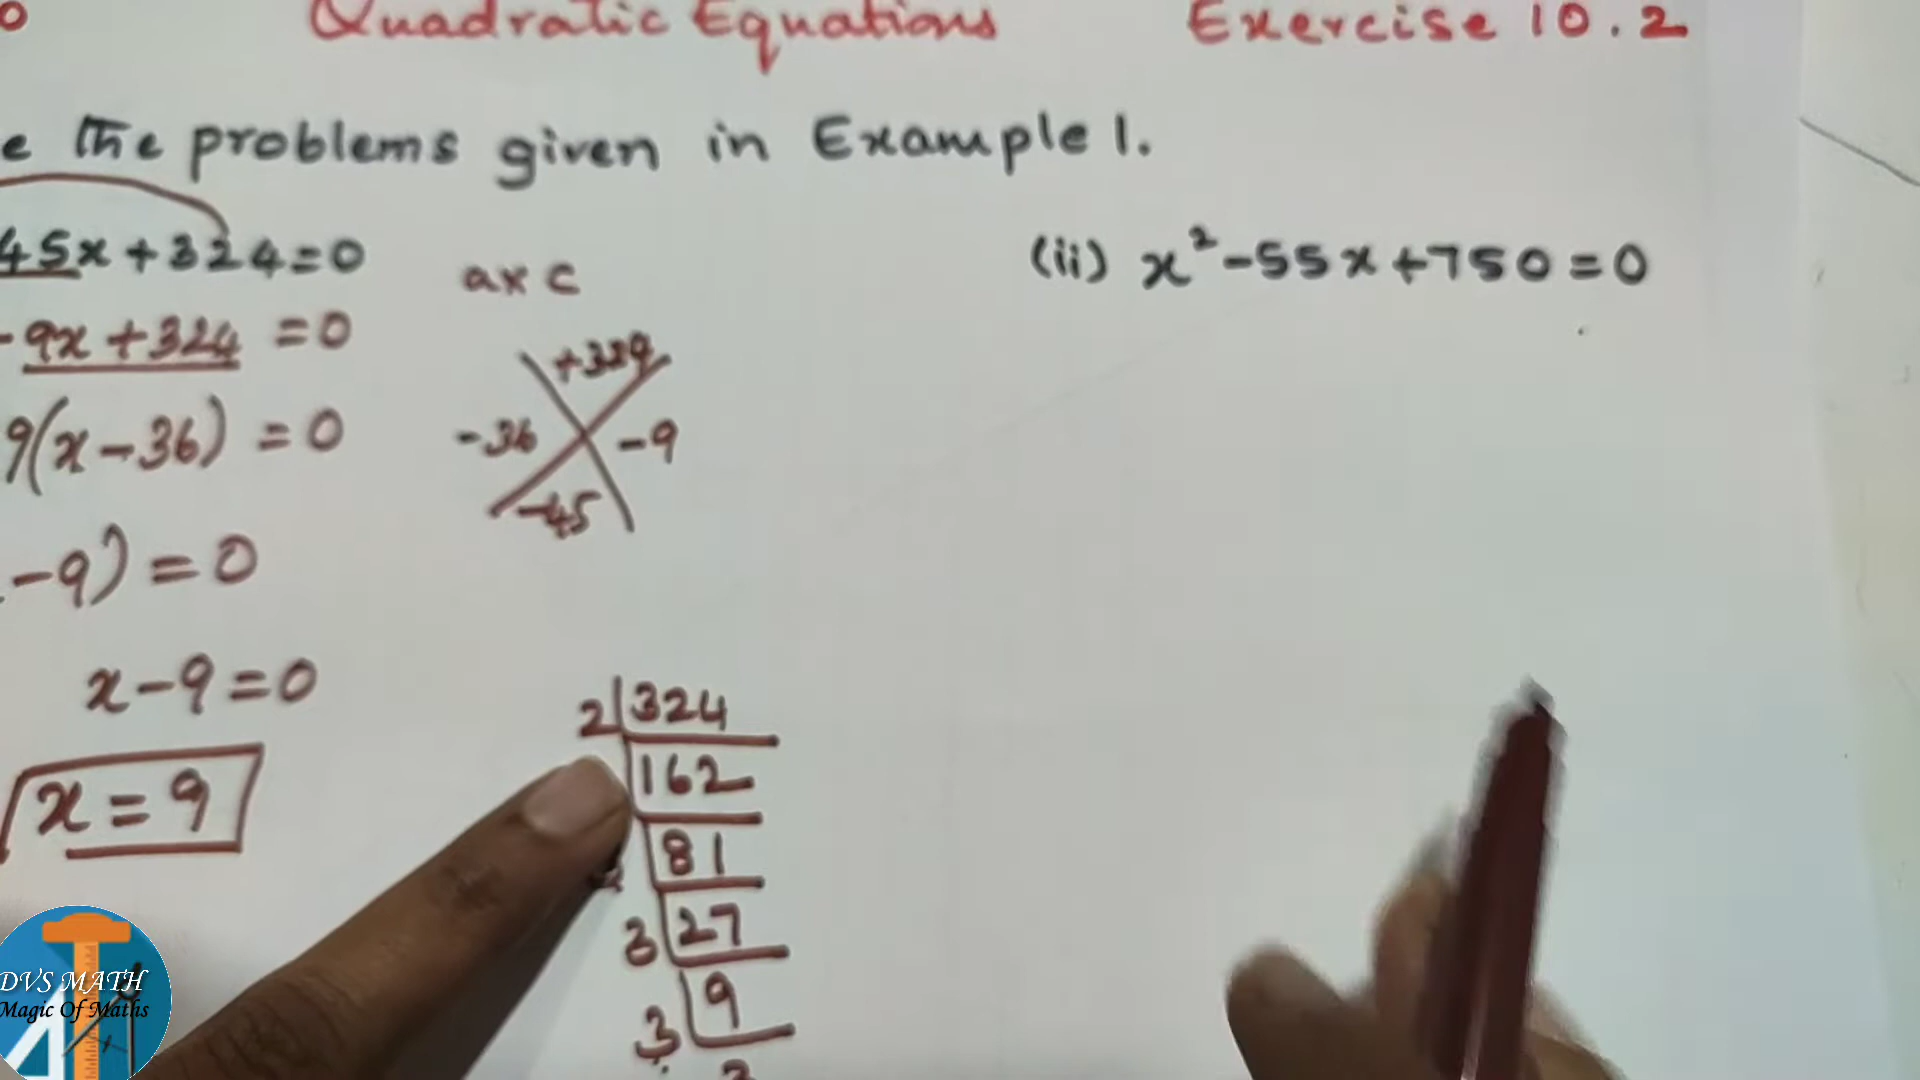 Quadratic Equations Exercise 10.2
e the problems given in Example 1.
45x+324=0
a x c
(ii) x²-55x+750=0
-9x+324=0
+324
9(x-36)=0
-36 -9
-45
-9)=0
x-9=0
2 324
162
x=9
81
3 27
3 9
DVS MATH
Magic Of Maths